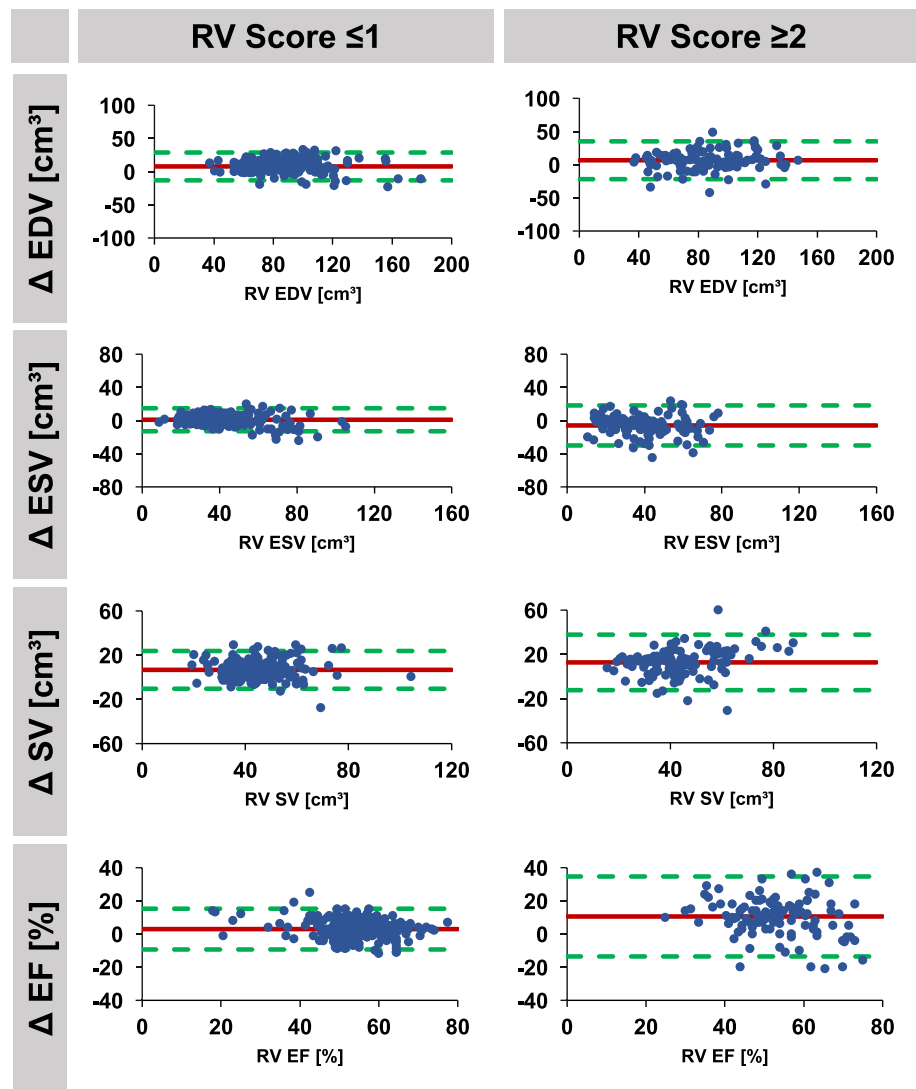 RV Score ≤1
RV Score ≥2
Δ EDV [cm³]
100
50
0
-50
-100
0 40 80 120 160 200
RV EDV [cm³]
100
50
0
-50
-100
0 40 80 120 160 200
RV EDV [cm³]
Δ ESV [cm³]
80
40
0
-40
-80
0 40 80 120 160
RV ESV [cm³]
80
40
0
-40
-80
0 40 80 120 160
RV ESV [cm³]
Δ SV [cm³]
60
20
-20
-60
0 40 80 120
RV SV [cm³]
60
20
-20
-60
0 40 80 120
RV SV [cm³]
Δ EF [%]
40
20
0
-20
-40
0 20 40 60 80
RV EF [%]
40
20
0
-20
-40
0 20 40 60 80
RV EF [%]